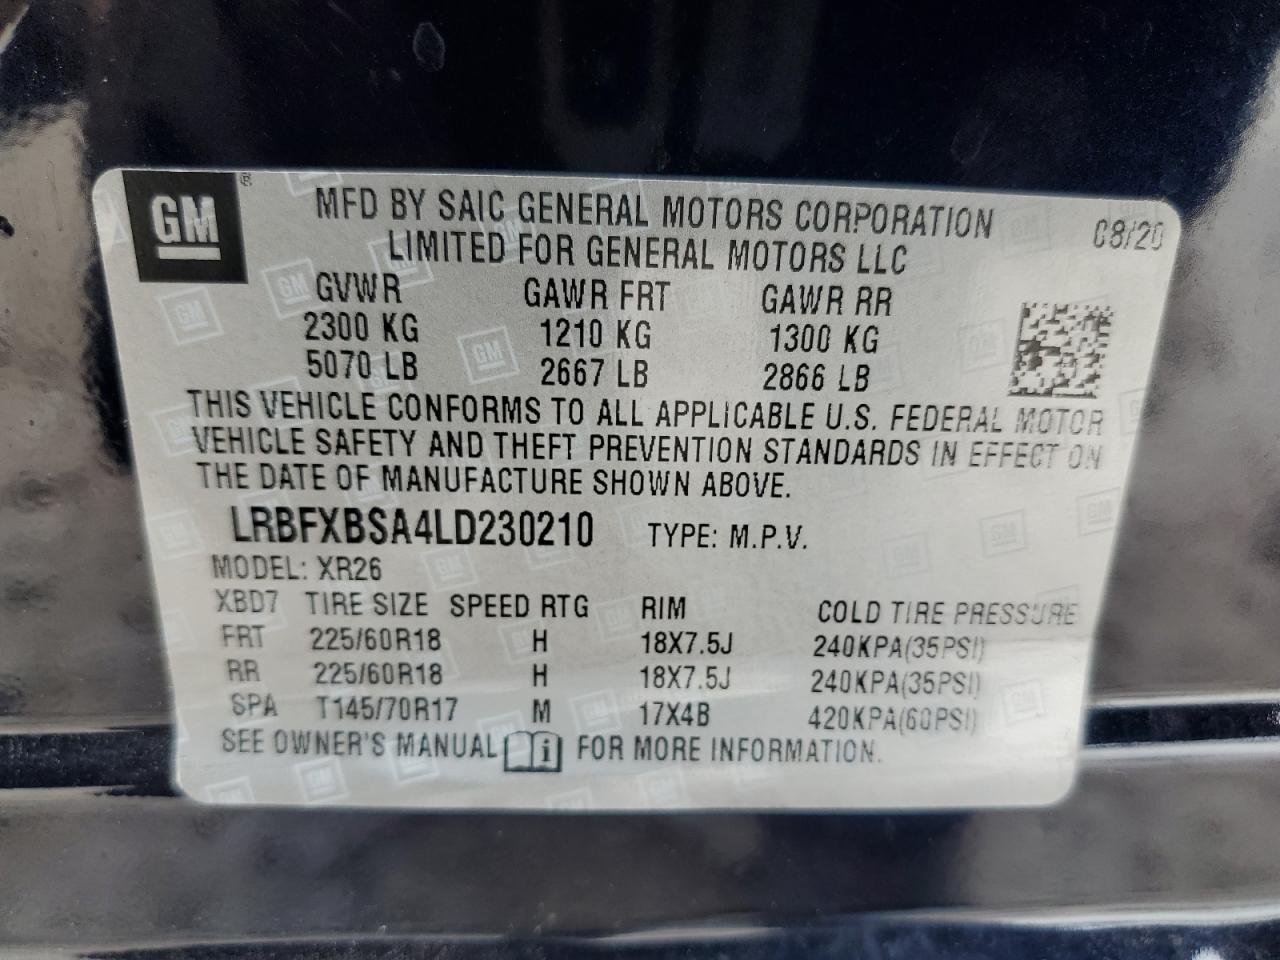 GM
MFD BY SAIC GENERAL MOTORS CORPORATION 08/20
LIMITED FOR GENERAL MOTORS LLC
GVWR GAWR FRT GAWR RR
2300 KG 1210 KG 1300 KG
5070 LB 2667 LB 2866 LB
THIS VEHICLE CONFORMS TO ALL APPLICABLE U.S. FEDERAL MOTOR
VEHICLE SAFETY AND THEFT PREVENTION STANDARDS IN EFFECT ON
THE DATE OF MANUFACTURE SHOWN ABOVE.
LRBFXBSA4LD230210 TYPE: M.P.V.
MODEL: XR26
XBD7 TIRE SIZE SPEED RTG RIM COLD TIRE PRESSURE
FRT 225/60R18 H 18X7.5J 240KPA(35PSI)
RR 225/60R18 H 18X7.5J 240KPA(35PSI)
SPA T145/70R17 M 17X4B 420KPA(60PSI)
SEE OWNER'S MANUAL FOR MORE INFORMATION.